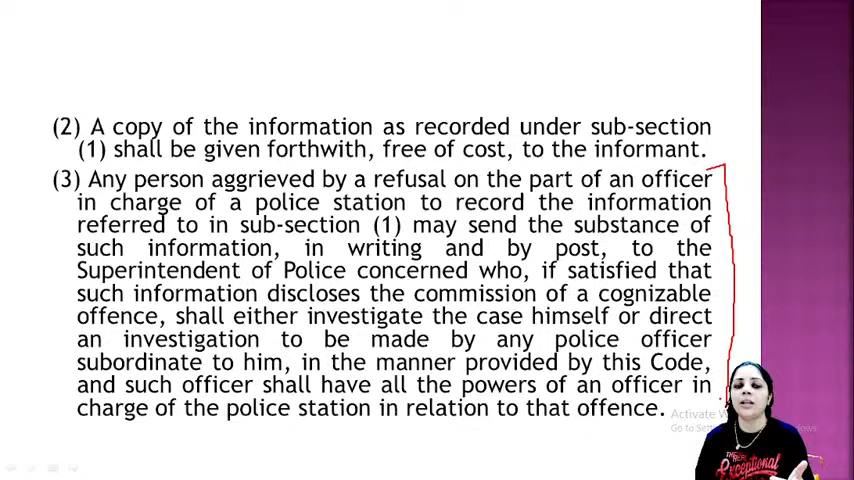 (2) A copy of the information as recorded under sub-section
(1) shall be given forthwith, free of cost, to the informant.
(3) Any person aggrieved by a refusal on the part of an officer
in charge of a police station to record the information
referred to in sub-section (1) may send the substance of
such information, in writing and by post, to the
Superintendent of Police concerned who, if satisfied that
such information discloses the commission of a cognizable
offence, shall either investigate the case himself or direct
an investigation to be made by any police officer
subordinate to him, in the manner provided by this Code,
and such officer shall have all the powers of an officer in
charge of the police station in relation to that offence.
Activate
Go to
Exceptional